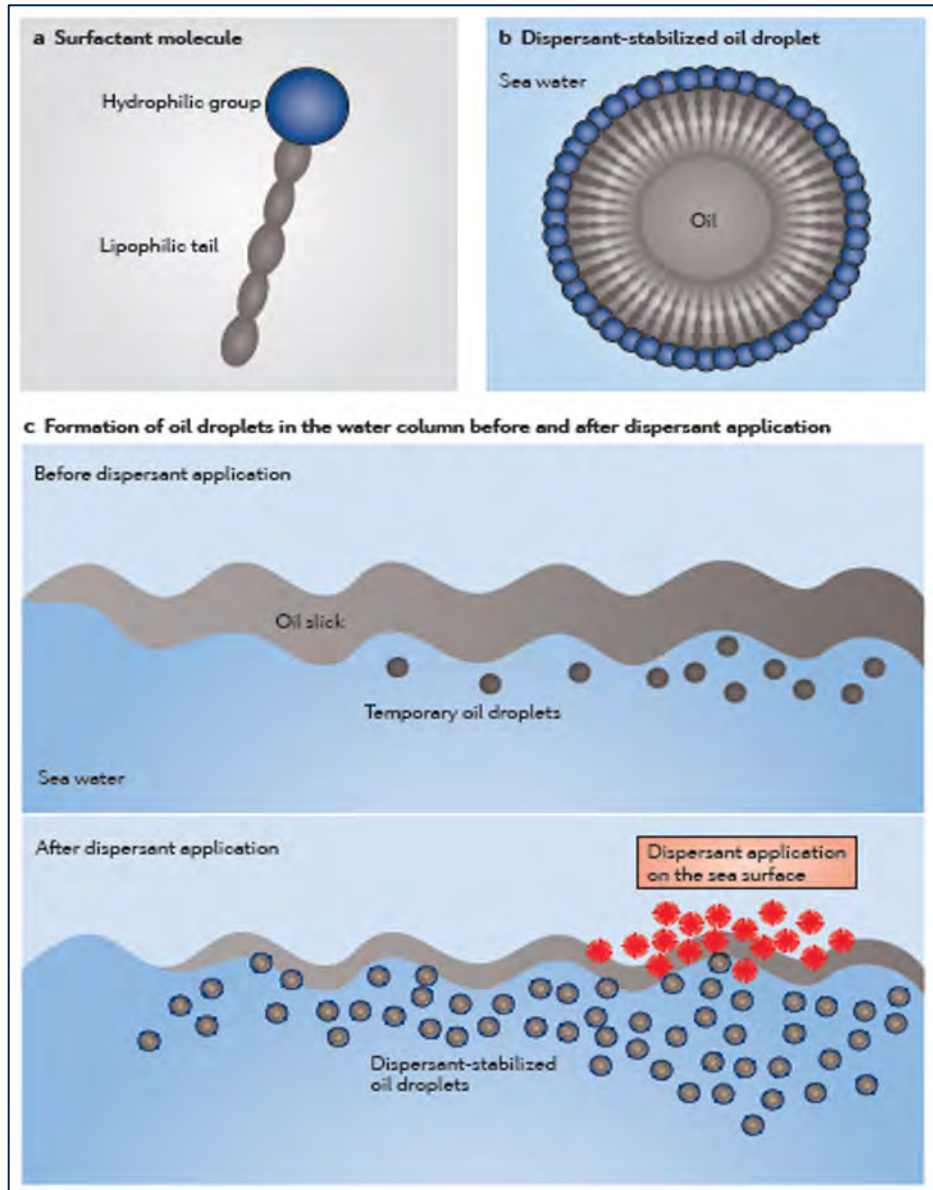 a Surfactant molecule
Hydrophilic group
Lipophilic tail
b Dispersant-stabilized oil droplet
Sea water
Oil
c Formation of oil droplets in the water column before and after dispersant application
Before dispersant application
Oil slick
Temporary oil droplets
Sea water
After dispersant application
Dispersant application
on the sea surface
Dispersant-stabilized
oil droplets